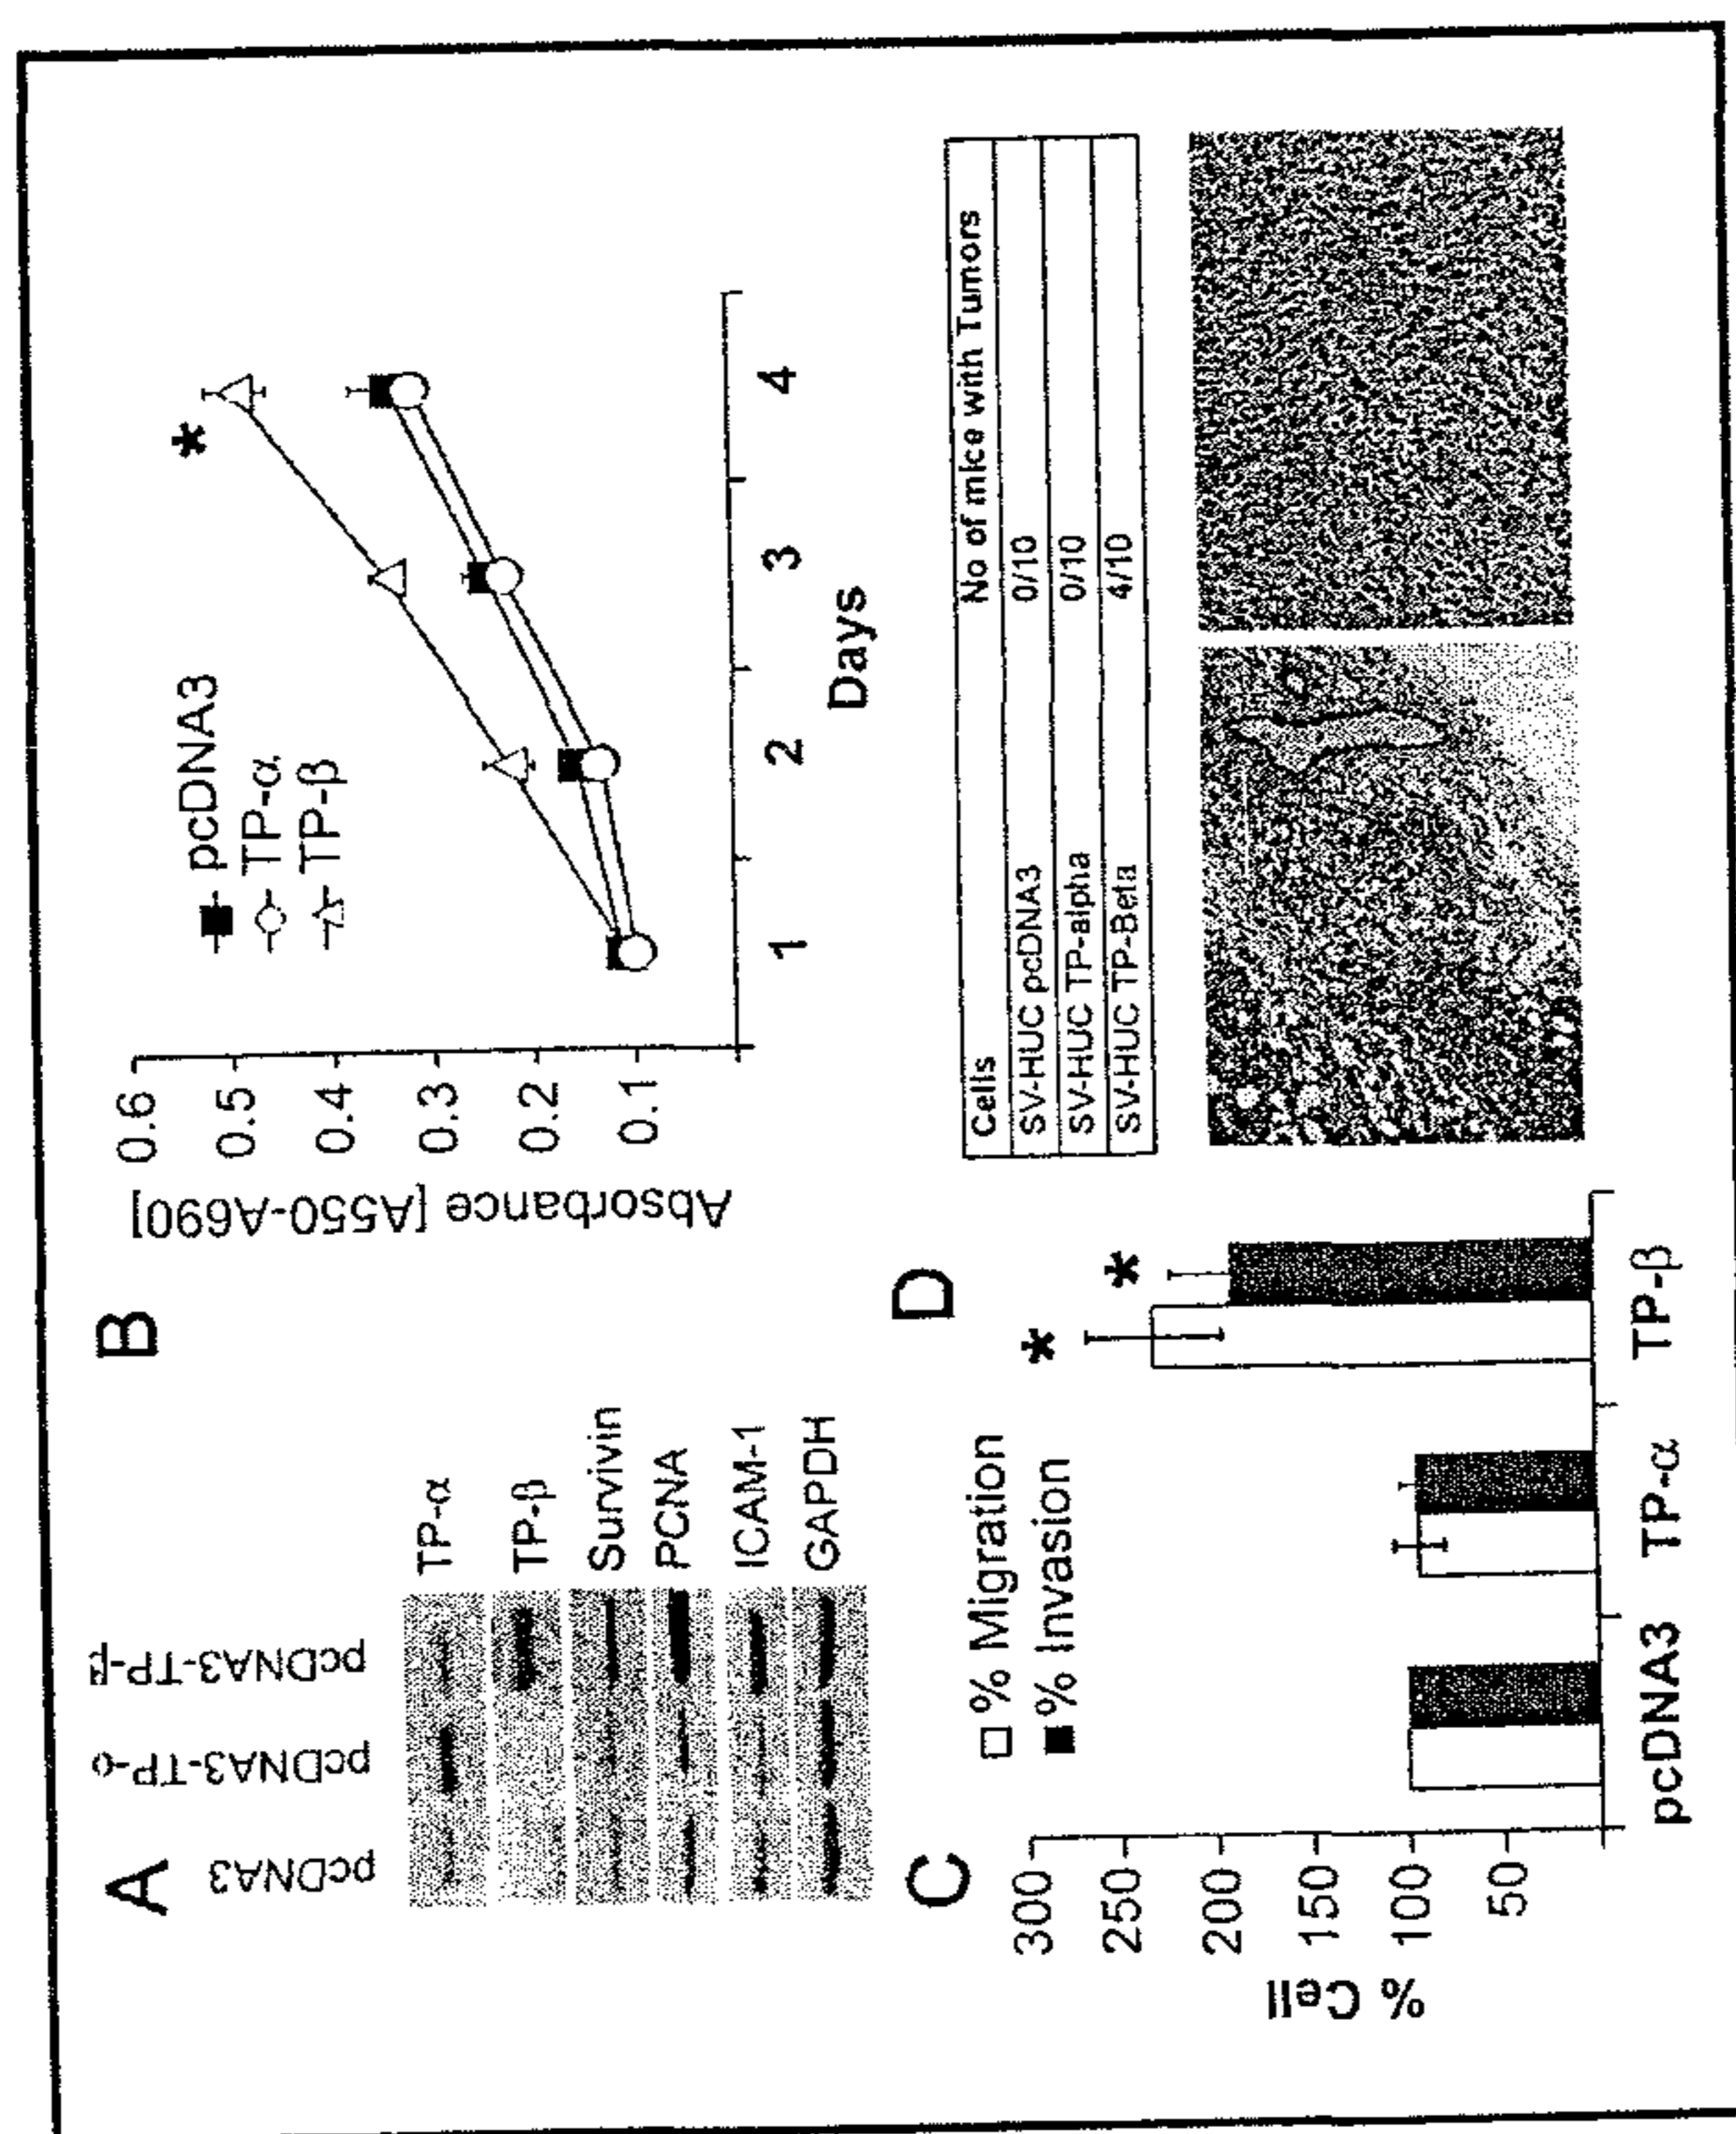 A
pcDNA3
pcDNA3-TP-α
pcDNA3-TP-β
TP-α
TP-β
Survivin
PCNA
ICAM-1
GAPDH
B
Absorbance [A550-A690]
0.6
0.5
0.4
0.3
0.2
0.1
pcDNA3
TP-α
TP-β
*
1 2 3 4
Days
C
% Cell
300
250
200
150
100
50
% Migration
% Invasion
* *
pcDNA3 TP-α TP-β
D
Cells No of mice with Tumors
SV-HUC pcDNA3 0/10
SV-HUC TP-alpha 0/10
SV-HUC TP-Beta 4/10